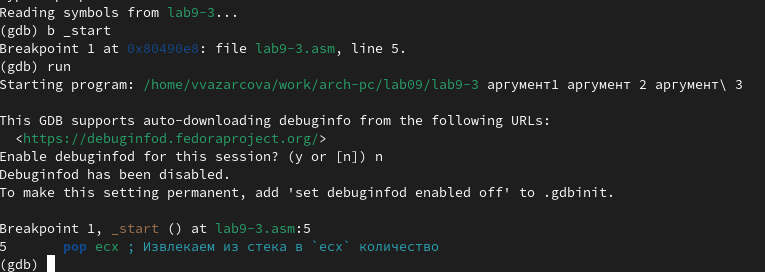 Reading symbols from lab9-3...
(gdb) b _start
Breakpoint 1 at 0x80490e8: file lab9-3.asm, line 5.
(gdb) run
Starting program: /home/vvazarcova/work/arch-pc/lab09/lab9-3 аргумент1 аргумент 2 аргумент\ 3

This GDB supports auto-downloading debuginfo from the following URLs:
  <https://debuginfod.fedoraproject.org/>
Enable debuginfod for this session? (y or [n]) n
Debuginfod has been disabled.
To make this setting permanent, add 'set debuginfod enabled off' to .gdbinit.

Breakpoint 1, _start () at lab9-3.asm:5
5       pop ecx ; Извлекаем из стека в `ecx` количество
(gdb)